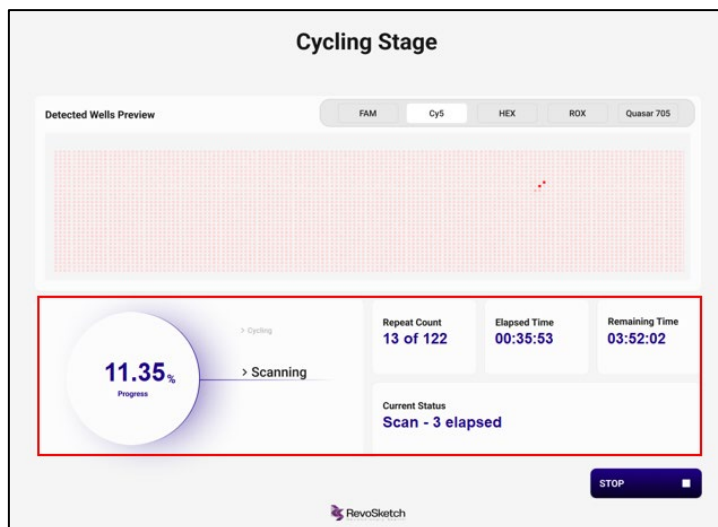 Cycling Stage
Detected Wells Preview
FAM
Cy5
HEX
ROX
Quasar 705
11.35%
Progress
> Cycling
> Scanning
Repeat Count
13 of 122
Elapsed Time
00:35:53
Remaining Time
03:52:02
Current Status
Scan - 3 elapsed
STOP
RevoSketch